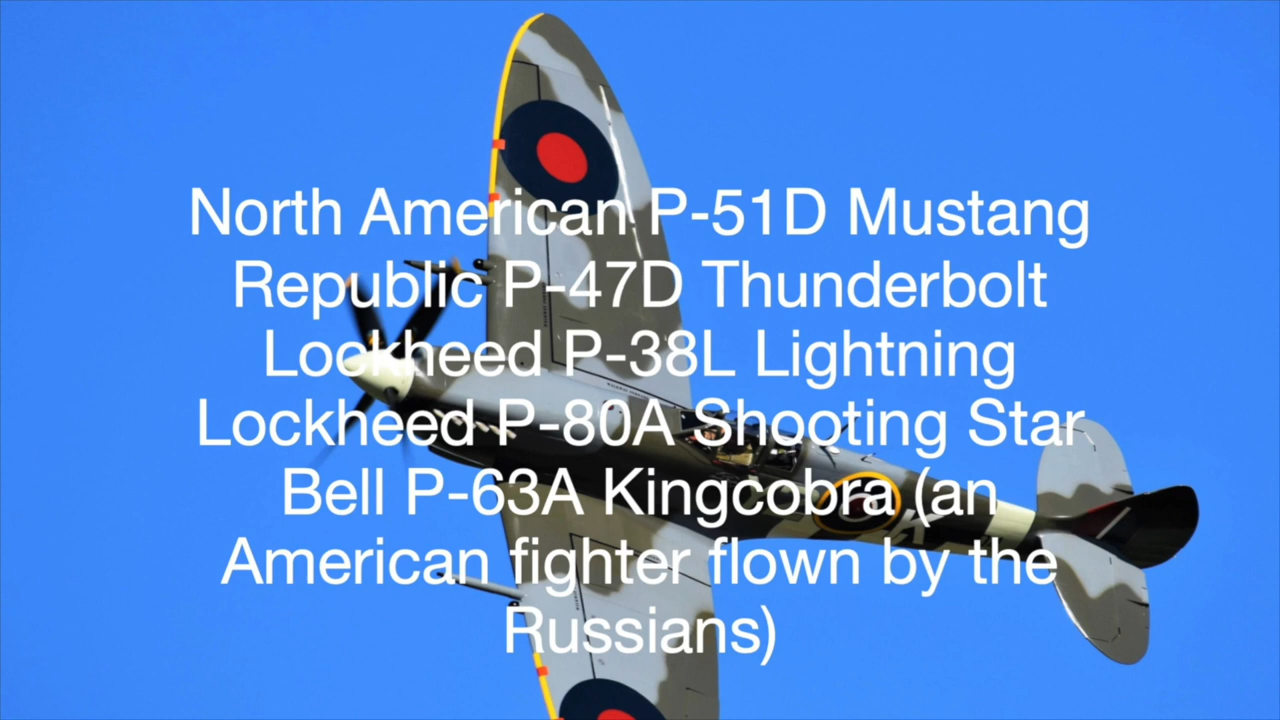 North American P-51D Mustang
Republic P-47D Thunderbolt
Lockheed P-38L Lightning
Lockheed P-80A Shooting Star
Bell P-63A Kingcobra (an
American fighter flown by the
Russians)